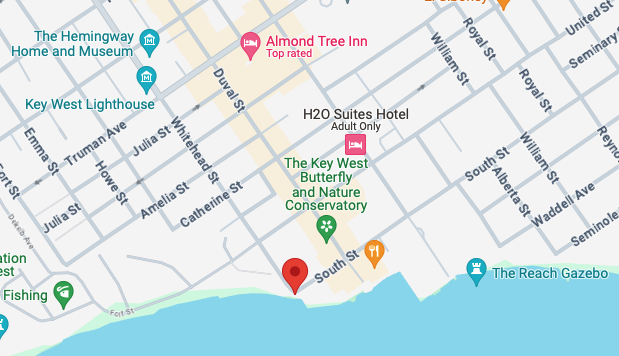 El Siboney
United St
Royal St
The Hemingway
Home and Museum
Almond Tree Inn
Top rated
William St
Seminary
Duval St
Key West Lighthouse
Royal St
H2O Suites Hotel
Adult Only
Emma St
Truman Ave
Julia St
Whitehead St
Reyno
William St
The Key West
Butterfly
and Nature
Conservatory
South St
Fort St
Howe St
Alberta St
Waddell Ave
Julia St
Amelia St
Catherine St
Dekalb Ave
Seminole
ation
est
South St
The Reach Gazebo
Fishing
Fort St